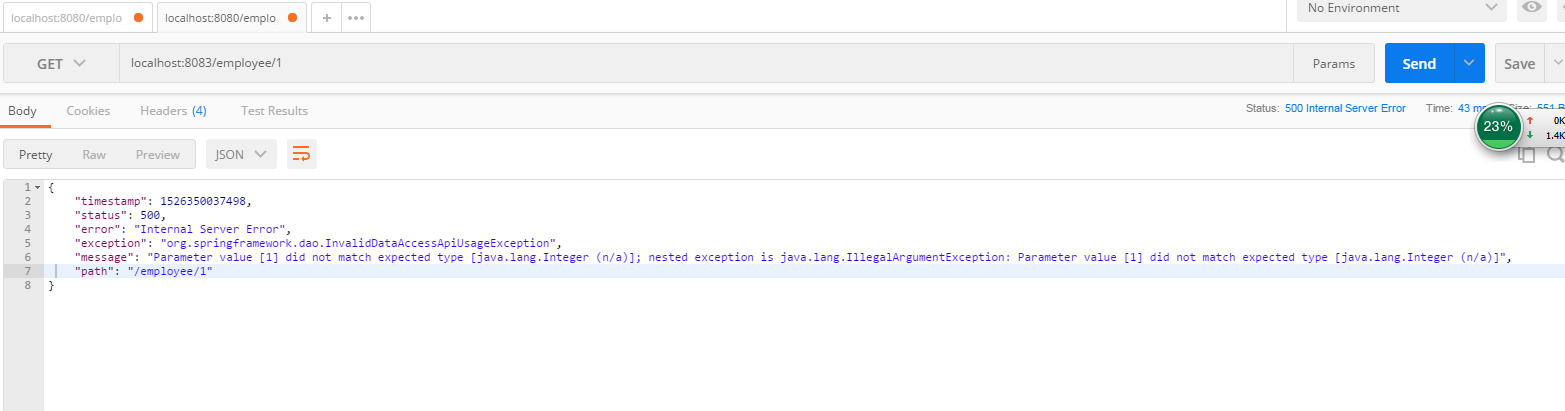 localhost:8080/emplo
localhost:8080/emplo
+
•••
No Environment
GET
localhost:8083/employee/1
Params
Send
Save
Body
Cookies
Headers (4)
Test Results
Status: 500 Internal Server Error
Time: 43 ms
Size: 551 B
23%
0K
1.4K
Pretty
Raw
Preview
JSON
1 {
2 "timestamp": 1526350037498,
3 "status": 500,
4 "error": "Internal Server Error",
5 "exception": "org.springframework.dao.InvalidDataAccessApiUsageException",
6 "message": "Parameter value [1] did not match expected type [java.lang.Integer (n/a)]; nested exception is java.lang.IllegalArgumentException: Parameter value [1] did not match expected type [java.lang.Integer (n/a)]",
7 "path": "/employee/1"
8 }